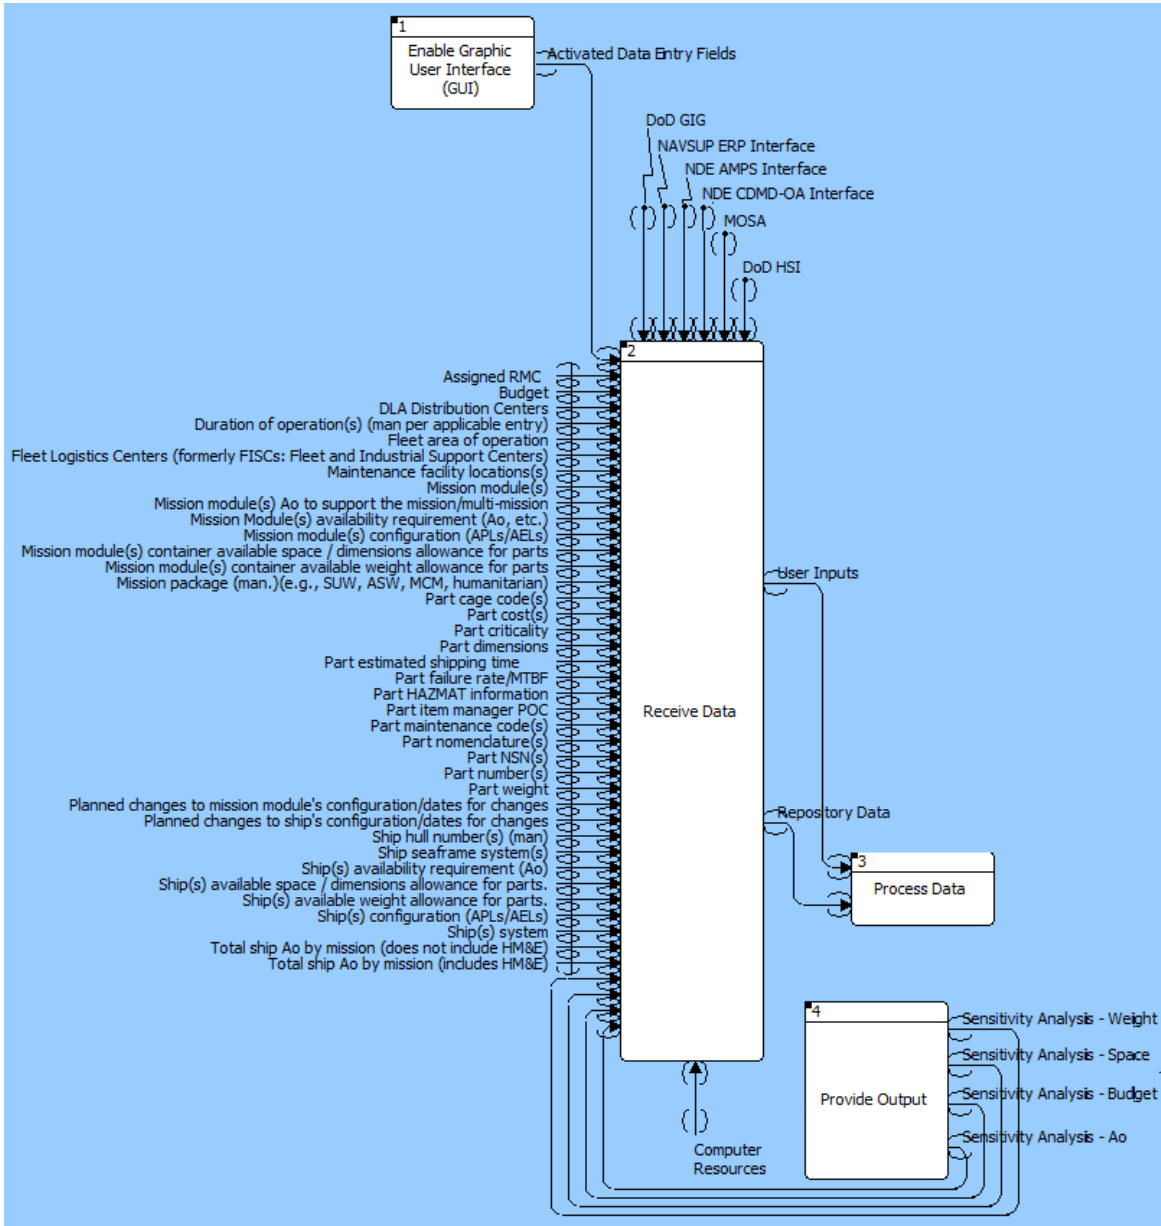 1
Enable Graphic
User Interface
(GUI)
Activated Data Entry Fields
DoD GIG
NAVSUP ERP Interface
NDE AMPS Interface
NDE CDMD-OA Interface
MOSA
DoD HSI
2
Receive Data
Assigned RMC
Budget
DLA Distribution Centers
Duration of operation(s) (man per applicable entry)
Fleet area of operation
Fleet Logistics Centers (formerly FISCs: Fleet and Industrial Support Centers)
Maintenance facility locations(s)
Mission module(s)
Mission module(s) Ao to support the mission/multi-mission
Mission Module(s) availability requirement (Ao, etc.)
Mission module(s) configuration (APLs/AELs)
Mission module(s) container available space / dimensions allowance for parts
Mission module(s) container available weight allowance for parts
Mission package (man.)(e.g., SUW, ASW, MCM, humanitarian)
Part cage code(s)
Part cost(s)
Part criticality
Part dimensions
Part estimated shipping time
Part failure rate/MTBF
Part HAZMAT information
Part item manager POC
Part maintenance code(s)
Part nomenclature(s)
Part NSN(s)
Part number(s)
Part weight
Planned changes to mission module's configuration/dates for changes
Planned changes to ship's configuration/dates for changes
Ship hull number(s) (man)
Ship seaframe system(s)
Ship(s) availability requirement (Ao)
Ship(s) available space / dimensions allowance for parts.
Ship(s) available weight allowance for parts.
Ship(s) configuration (APLs/AELs)
Ship(s) system
Total ship Ao by mission (does not include HM&E)
Total ship Ao by mission (includes HM&E)
User Inputs
Repository Data
3
Process Data
4
Provide Output
Sensitivity Analysis - Weight
Sensitivity Analysis - Space
Sensitivity Analysis - Budget
Sensitivity Analysis - Ao
Computer
Resources